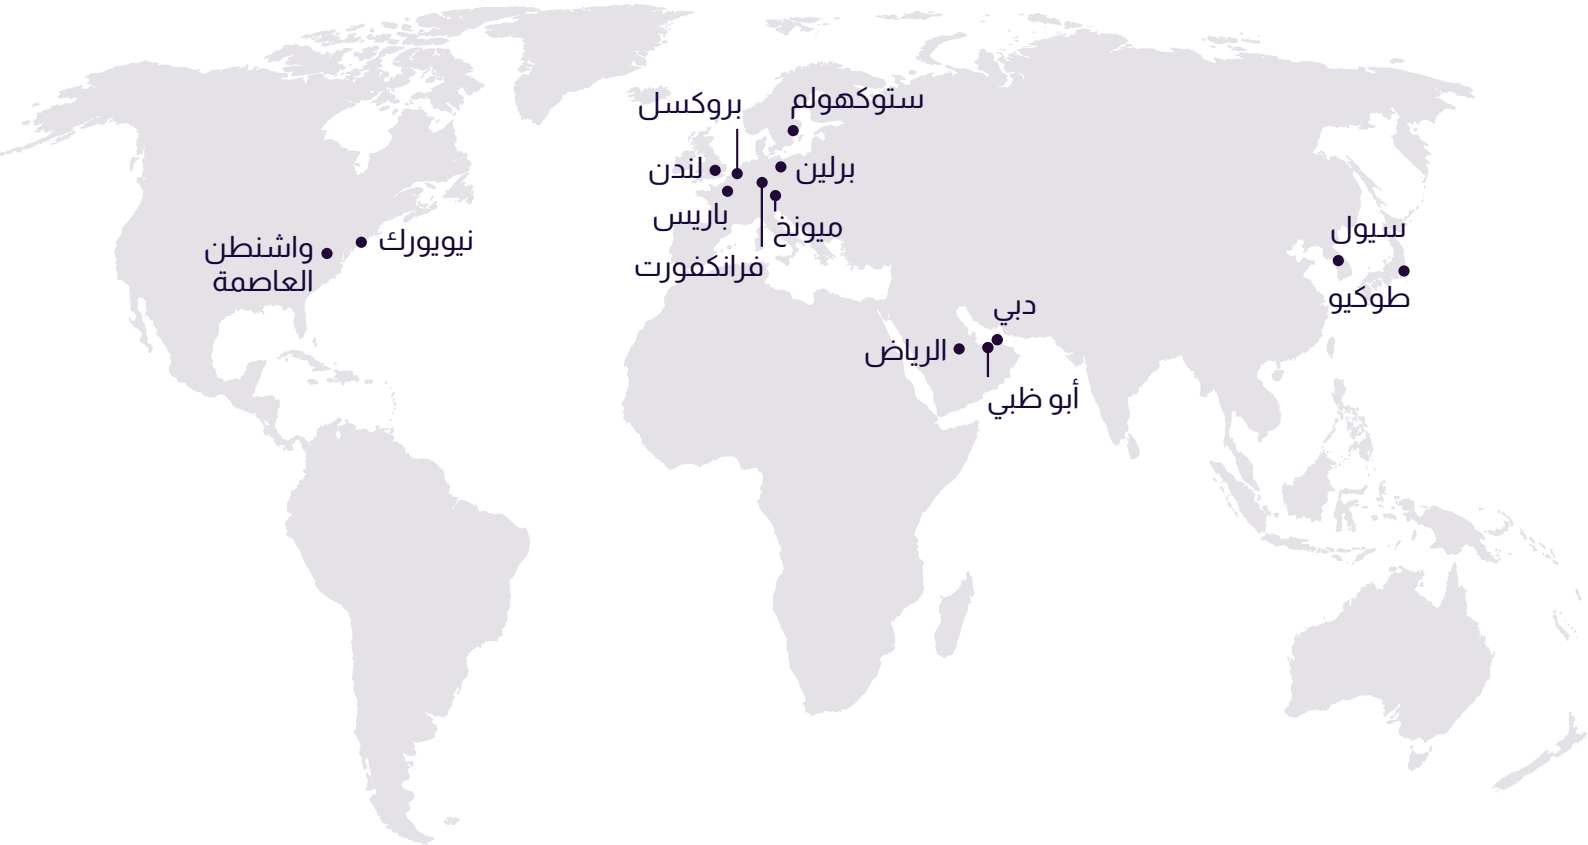 ستوكهولم
بروكسل
برلين
لندن
باريس
ميونخ
فرانكفورت
نيويورك
واشنطن
العاصمة
سيول
طوكيو
دبي
الرياض
أبو ظبي